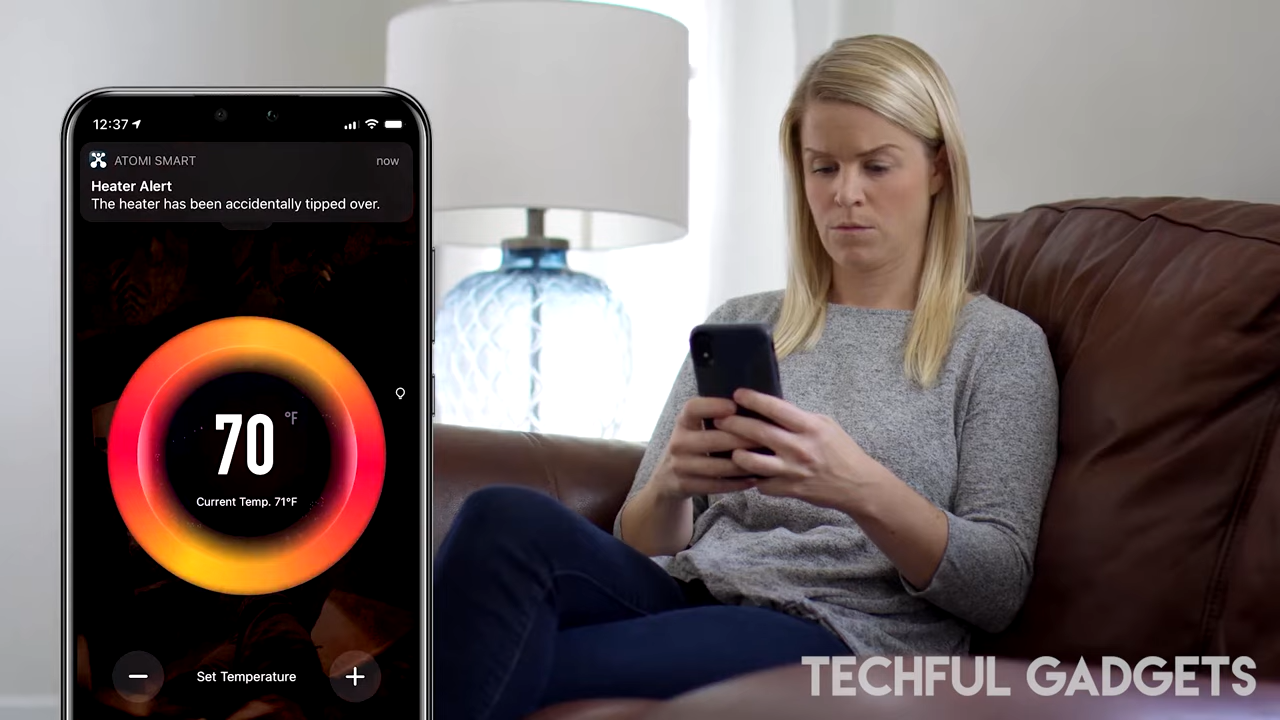 12:37
ATOMI SMART now
Heater Alert
The heater has been accidentally tipped over.
70 °F
Current Temp. 71°F
− Set Temperature +
TECHFUL GADGETS